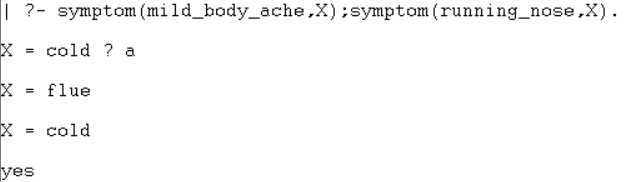 | ?- symptom(mild_body_ache,X);symptom(running_nose,X).
X = cold ? a
X = flue
X = cold
yes